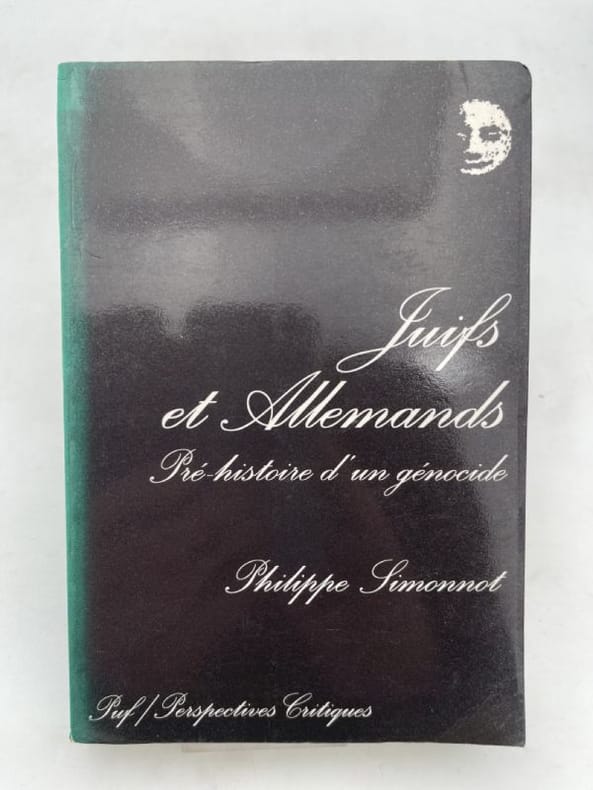 Juifs
et Allemands
Pré-histoire d'un génocide
Philippe Simonnot
Puf / Perspectives Critiques